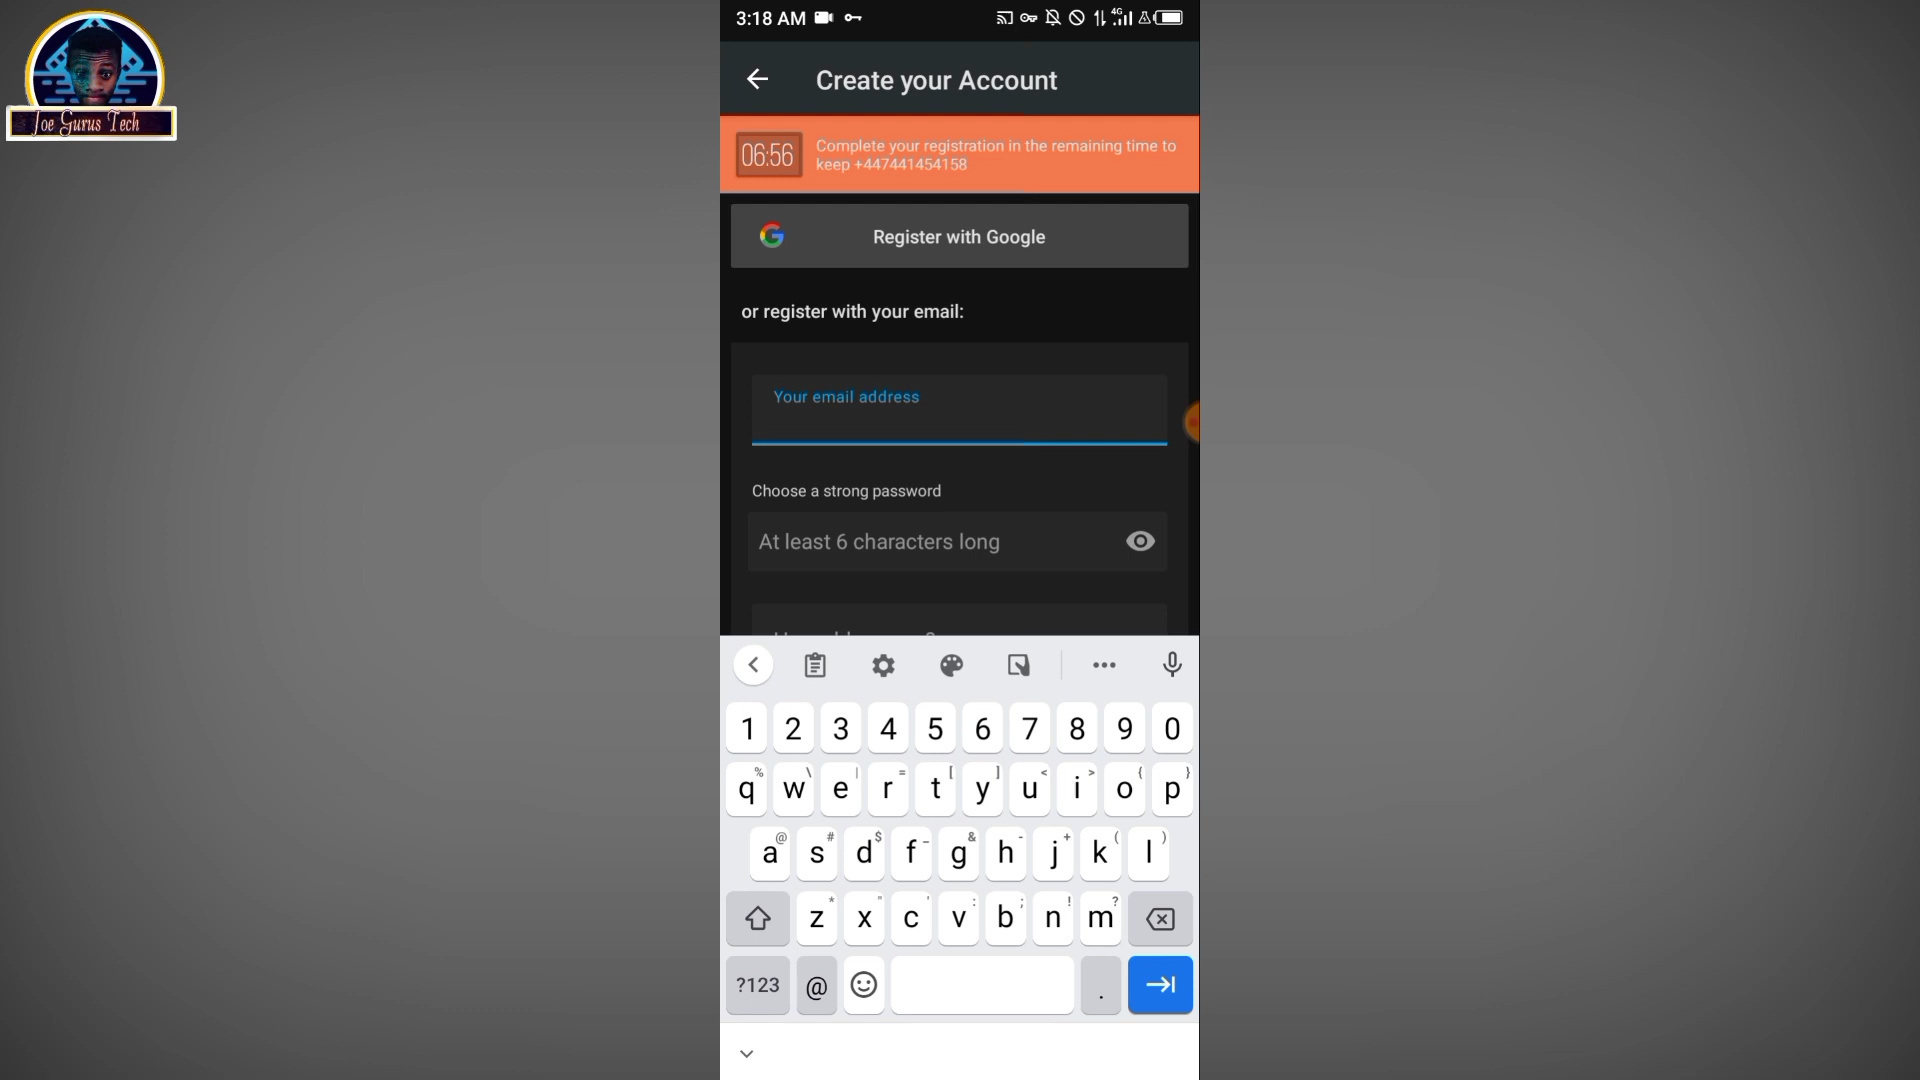 Joe Gurus Tech
3:18 AM
4G
Create your Account
06:56
Complete your registration in the remaining time to
keep +447441454158
Register with Google
or register with your email:
Your email address
Choose a strong password
At least 6 characters long
1 2 3 4 5 6 7 8 9 0
% \ | = [ ] < > { }
q w e r t y u i o p
@ # $ _ & - + ( )
a s d f g h j k l
* " ' : ; ! ?
z x c v b n m
?123 @ .